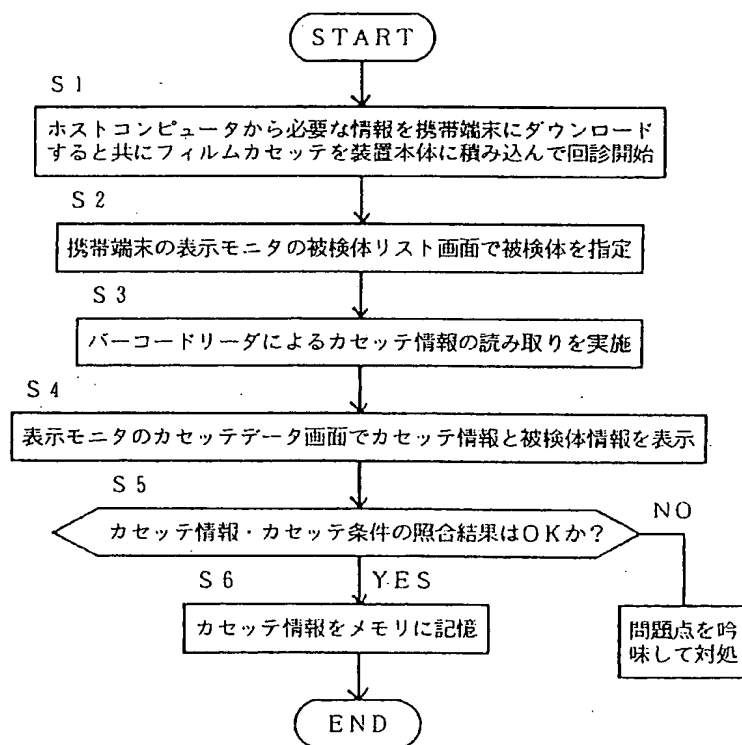 START
S1
ホストコンピュータから必要な情報を携帯端末にダウンロード
すると共にフィルムカセッテを装置本体に積み込んで回診開始
S2
携帯端末の表示モニタの被検体リスト画面で被検体を指定
S3
バーコードリーダによるカセッテ情報の読み取りを実施
S4
表示モニタのカセッテデータ画面でカセッテ情報と被検体情報を表示
S5
カセッテ情報・カセッテ条件の照合結果はOKか?
NO
S6
YES
カセッテ情報をメモリに記憶
問題点を吟
味して対処
END